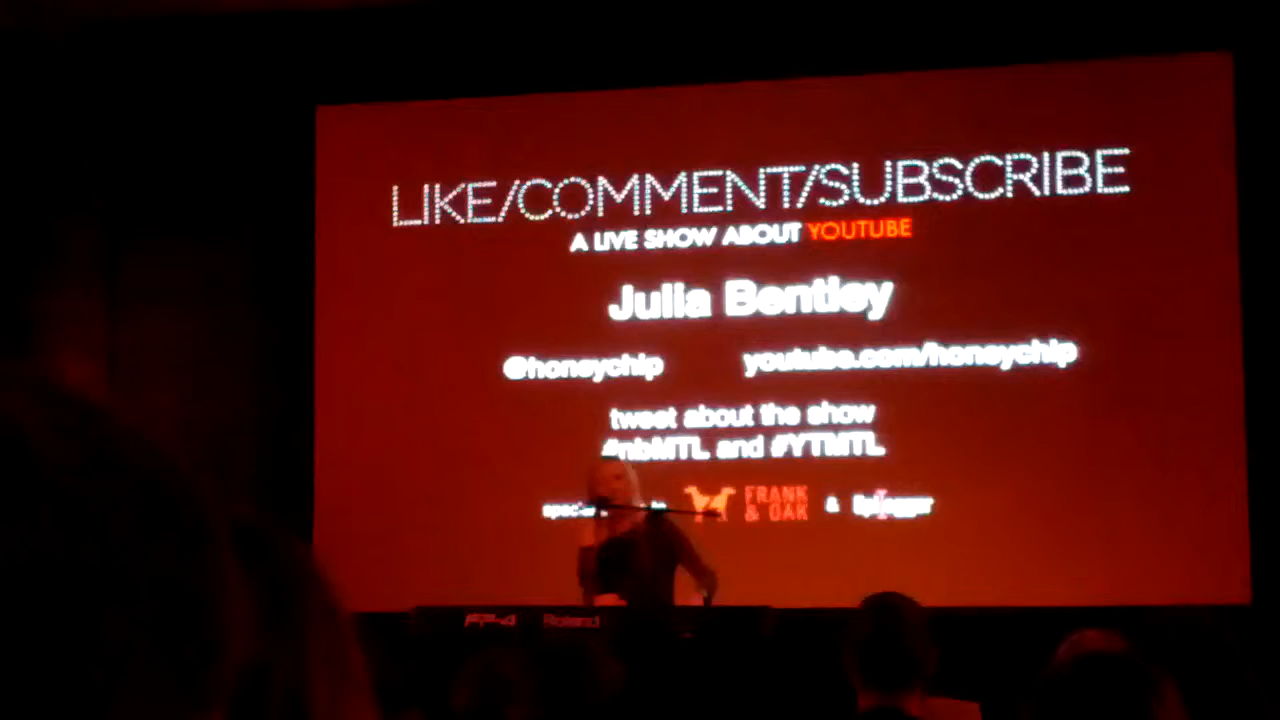 LIKE/COMMENT/SUBSCRIBE
A LIVE SHOW ABOUT YOUTUBE
Julia Bentley
@honeychip youtube.com/honeychip
tweet about the show
#nbMTL and #YTMTL
FRANK
& OAK
&
Roland